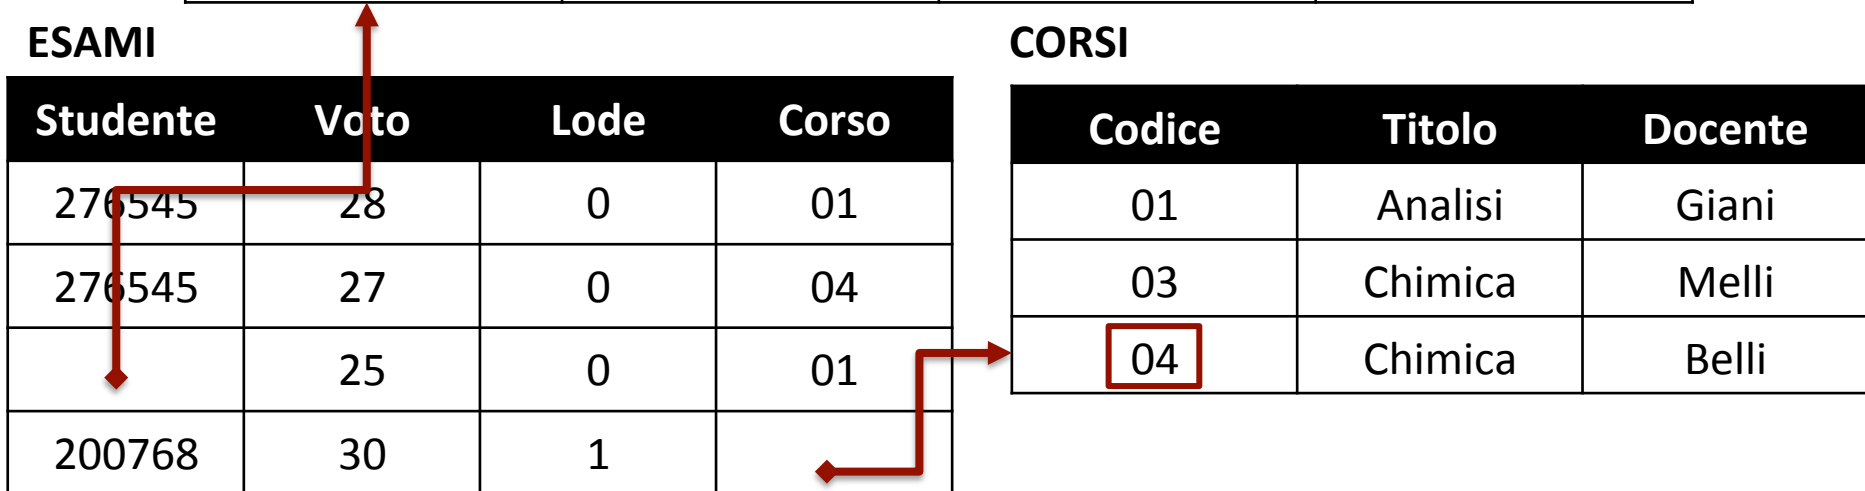 ESAMI
Studente Voto Lode Corso
276545 28 0 01
276545 27 0 04
25 0 01
200768 30 1
CORSI
Codice Titolo Docente
01 Analisi Giani
03 Chimica Melli
04 Chimica Belli